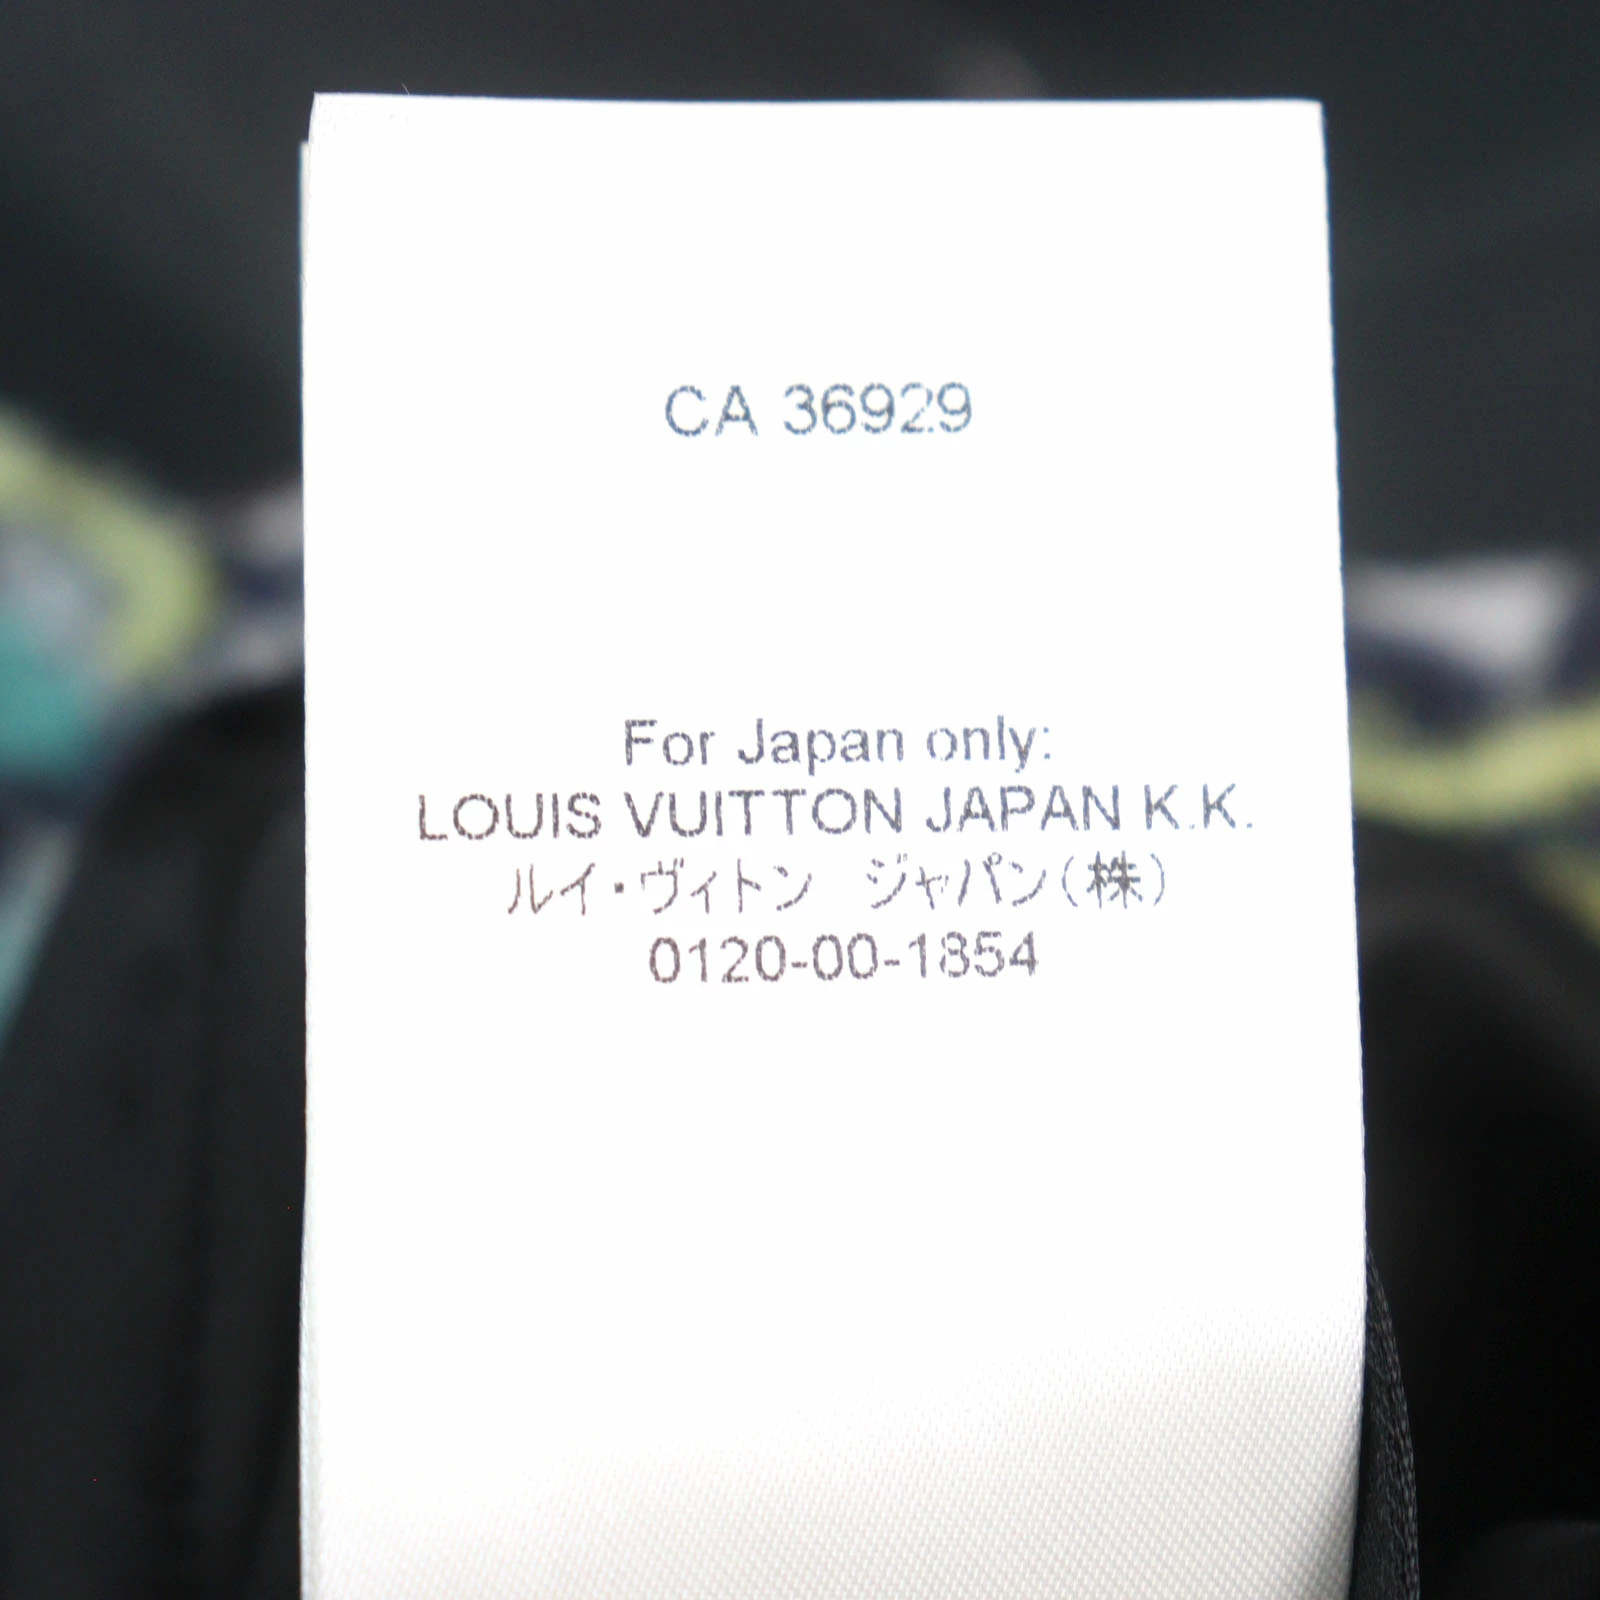 CA 36929
For Japan only:
LOUIS VUITTON JAPAN K.K.
ルイ・ヴィトン　ジャパン(株)
0120-00-1854